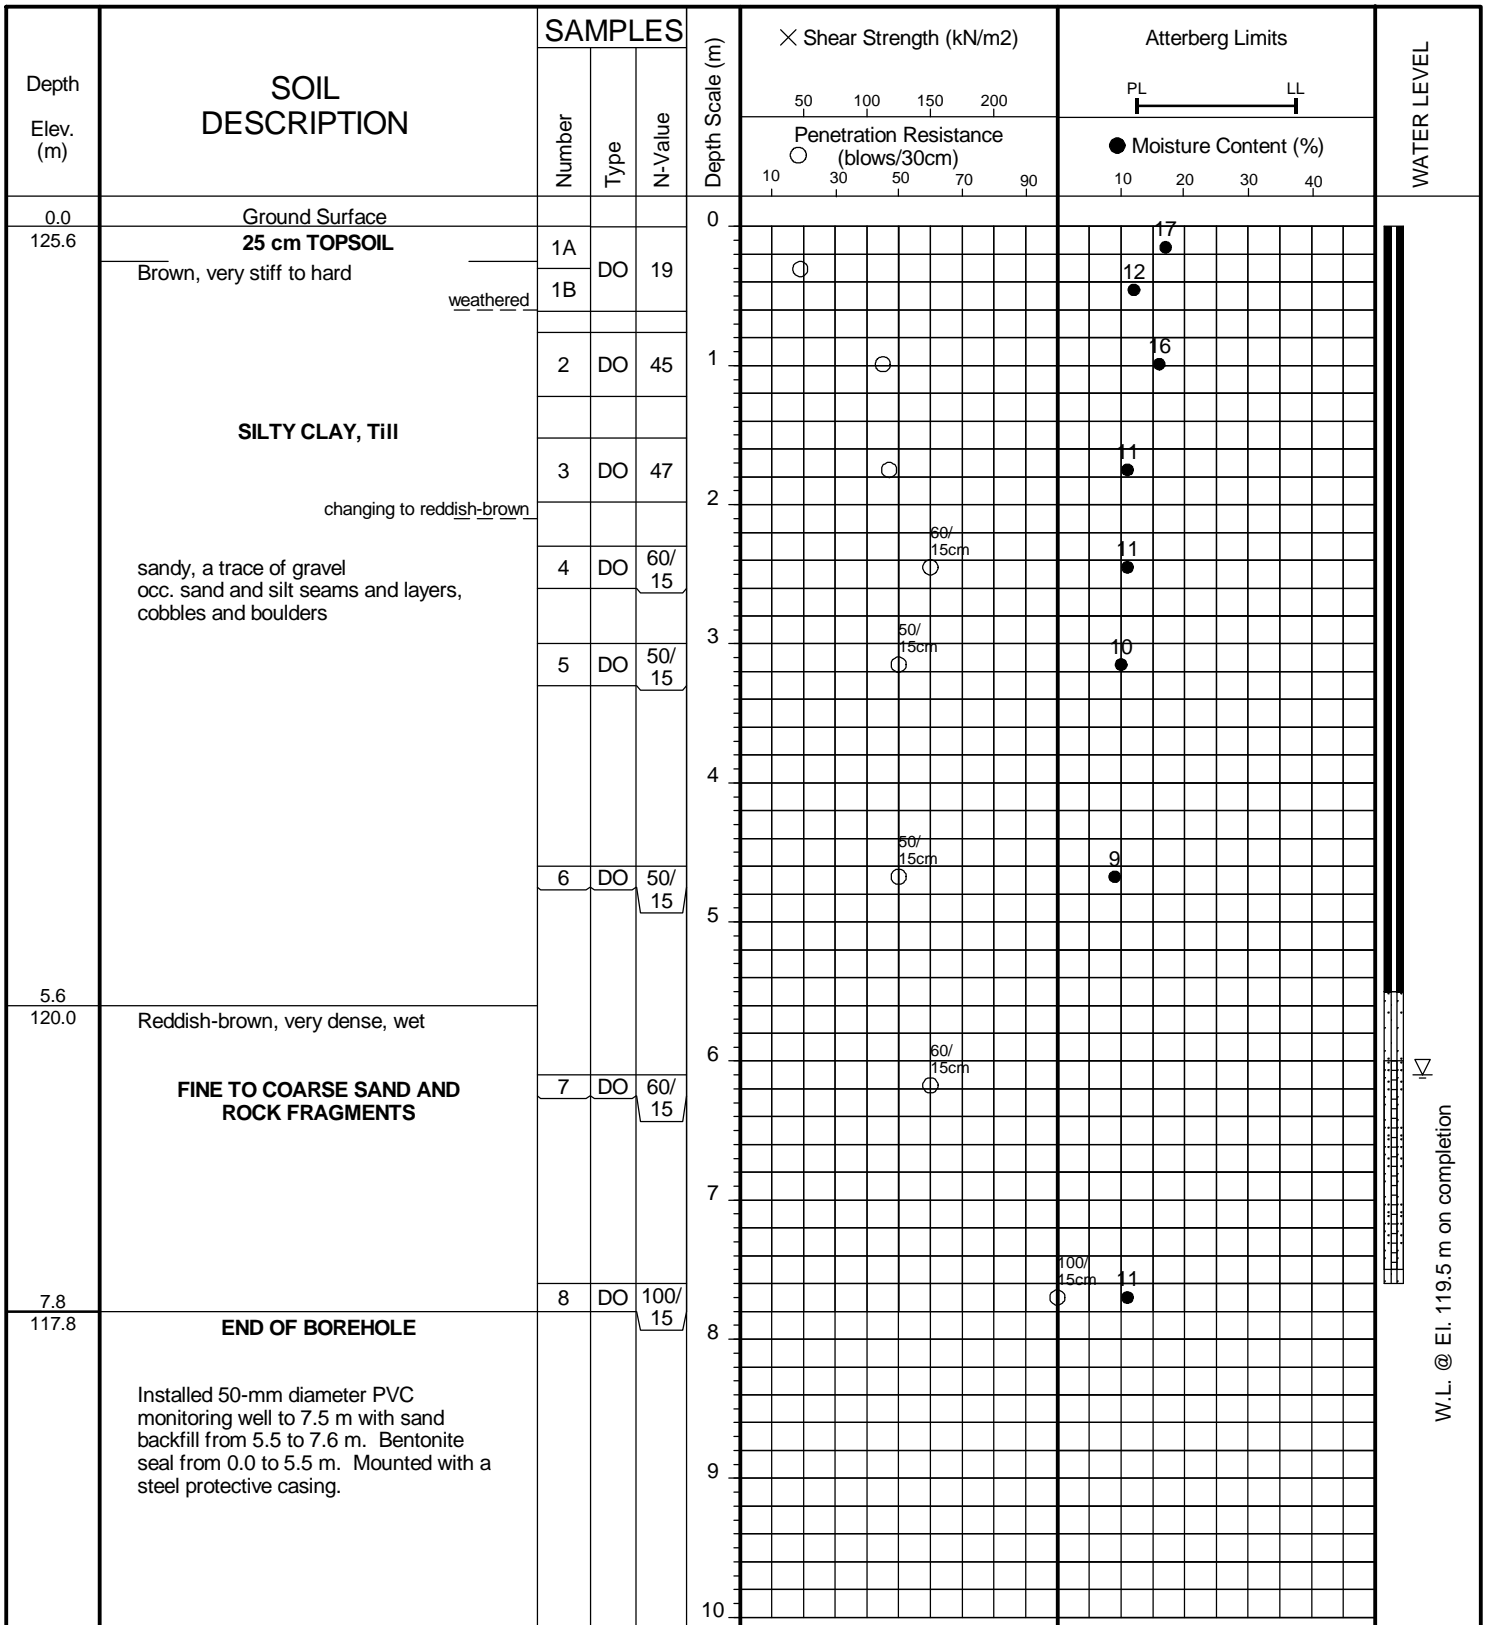 Depth
Elev.
(m)
SOIL
DESCRIPTION
SAMPLES
Number
Type
N-Value
Depth Scale (m)
× Shear Strength (kN/m2)
50 100 150 200
Penetration Resistance
(blows/30cm)
10 30 50 70 90
Atterberg Limits
PL LL
Moisture Content (%)
10 20 30 40
WATER LEVEL
0.0 Ground Surface
125.6 25 cm TOPSOIL
Brown, very stiff to hard
weathered
SILTY CLAY, Till
changing to reddish-brown
sandy, a trace of gravel
occ. sand and silt seams and layers,
cobbles and boulders
5.6
120.0 Reddish-brown, very dense, wet
FINE TO COARSE SAND AND
ROCK FRAGMENTS
7.8
117.8 END OF BOREHOLE
Installed 50-mm diameter PVC
monitoring well to 7.5 m with sand
backfill from 5.5 to 7.6 m. Bentonite
seal from 0.0 to 5.5 m. Mounted with a
steel protective casing.
1A
DO 19
1B
2 DO 45
3 DO 47
4 DO 60/
15
5 DO 50/
15
6 DO 50/
15
7 DO 60/
15
8 DO 100/
15
0
1
2
3
4
5
6
7
8
9
10
60/
15cm
50/
15cm
50/
15cm
60/
15cm
100/
15cm
17
12
16
11
11
10
9
11
W.L. @ El. 119.5 m on completion